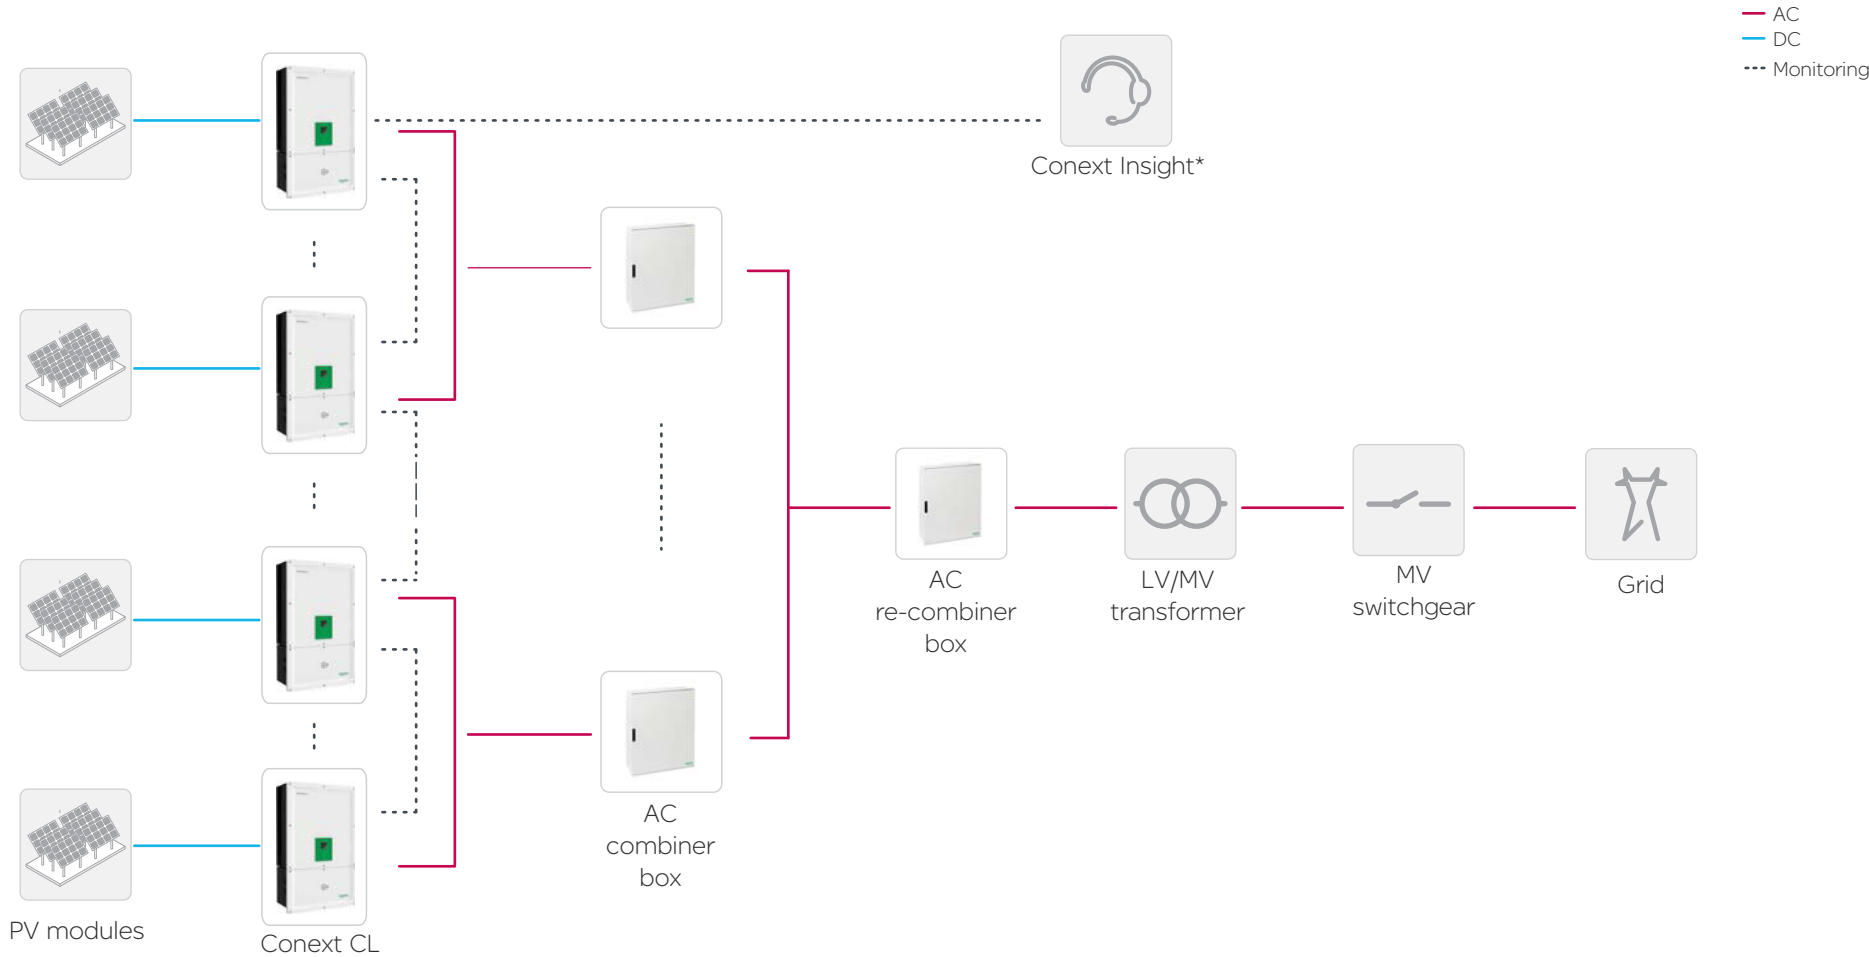 AC
DC
Monitoring
Conext Insight*
AC
re-combiner
box
LV/MV
transformer
MV
switchgear
Grid
AC
combiner
box
PV modules
Conext CL